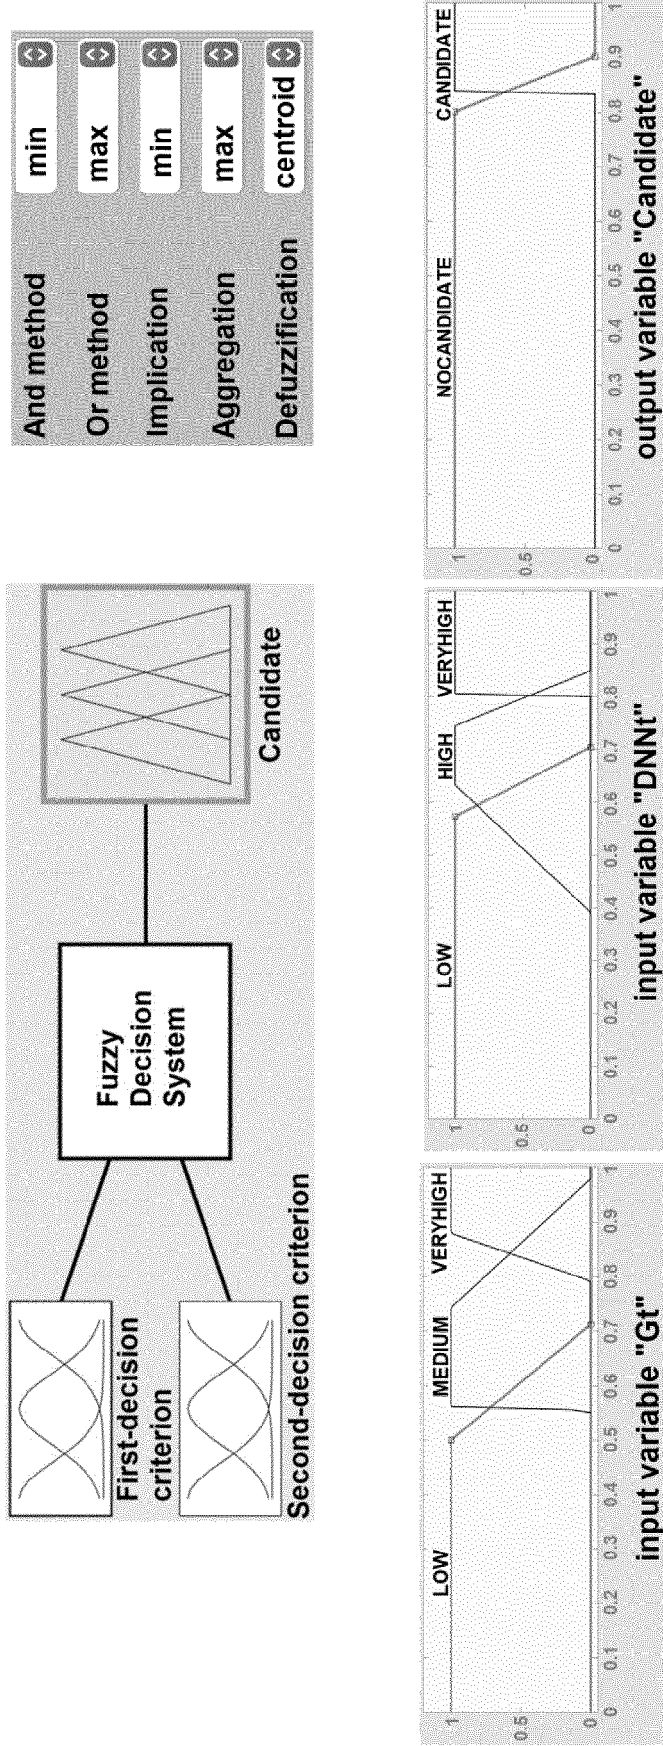 First-decision
criterion
Second-decision criterion
Fuzzy
Decision
System
Candidate
And method
min
Or method
max
Implication
min
Aggregation
max
Defuzzification
centroid
LOW
MEDIUM
VERYHIGH
1
0.5
0
0 0.1 0.2 0.3 0.4 0.5 0.6 0.7 0.8 0.9 1
input variable "Gt"
LOW
HIGH
VERYHIGH
1
0.5
0
0 0.1 0.2 0.3 0.4 0.5 0.6 0.7 0.8 0.9 1
input variable "DNNt"
NOCANDIDATE
CANDIDATE
1
0.5
0
0 0.1 0.2 0.3 0.4 0.5 0.6 0.7 0.8 0.9 1
output variable "Candidate"